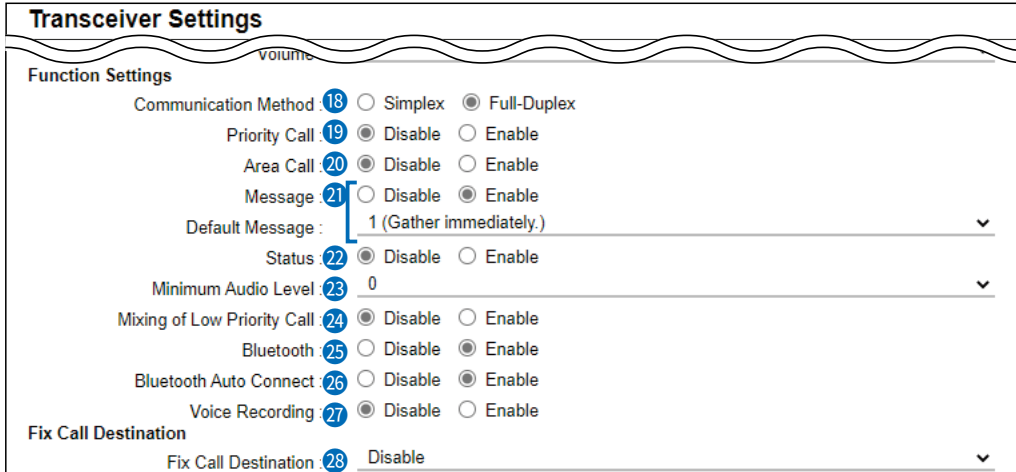 Transceiver Settings
Volume
Function Settings
Communication Method : 18 Simplex Full-Duplex
Priority Call : 19 Disable Enable
Area Call : 20 Disable Enable
Message : 21 Disable Enable
Default Message : 1 (Gather immediately.)
Status : 22 Disable Enable
Minimum Audio Level : 23 0
Mixing of Low Priority Call : 24 Disable Enable
Bluetooth : 25 Disable Enable
Bluetooth Auto Connect : 26 Disable Enable
Voice Recording : 27 Disable Enable
Fix Call Destination
Fix Call Destination : 28 Disable